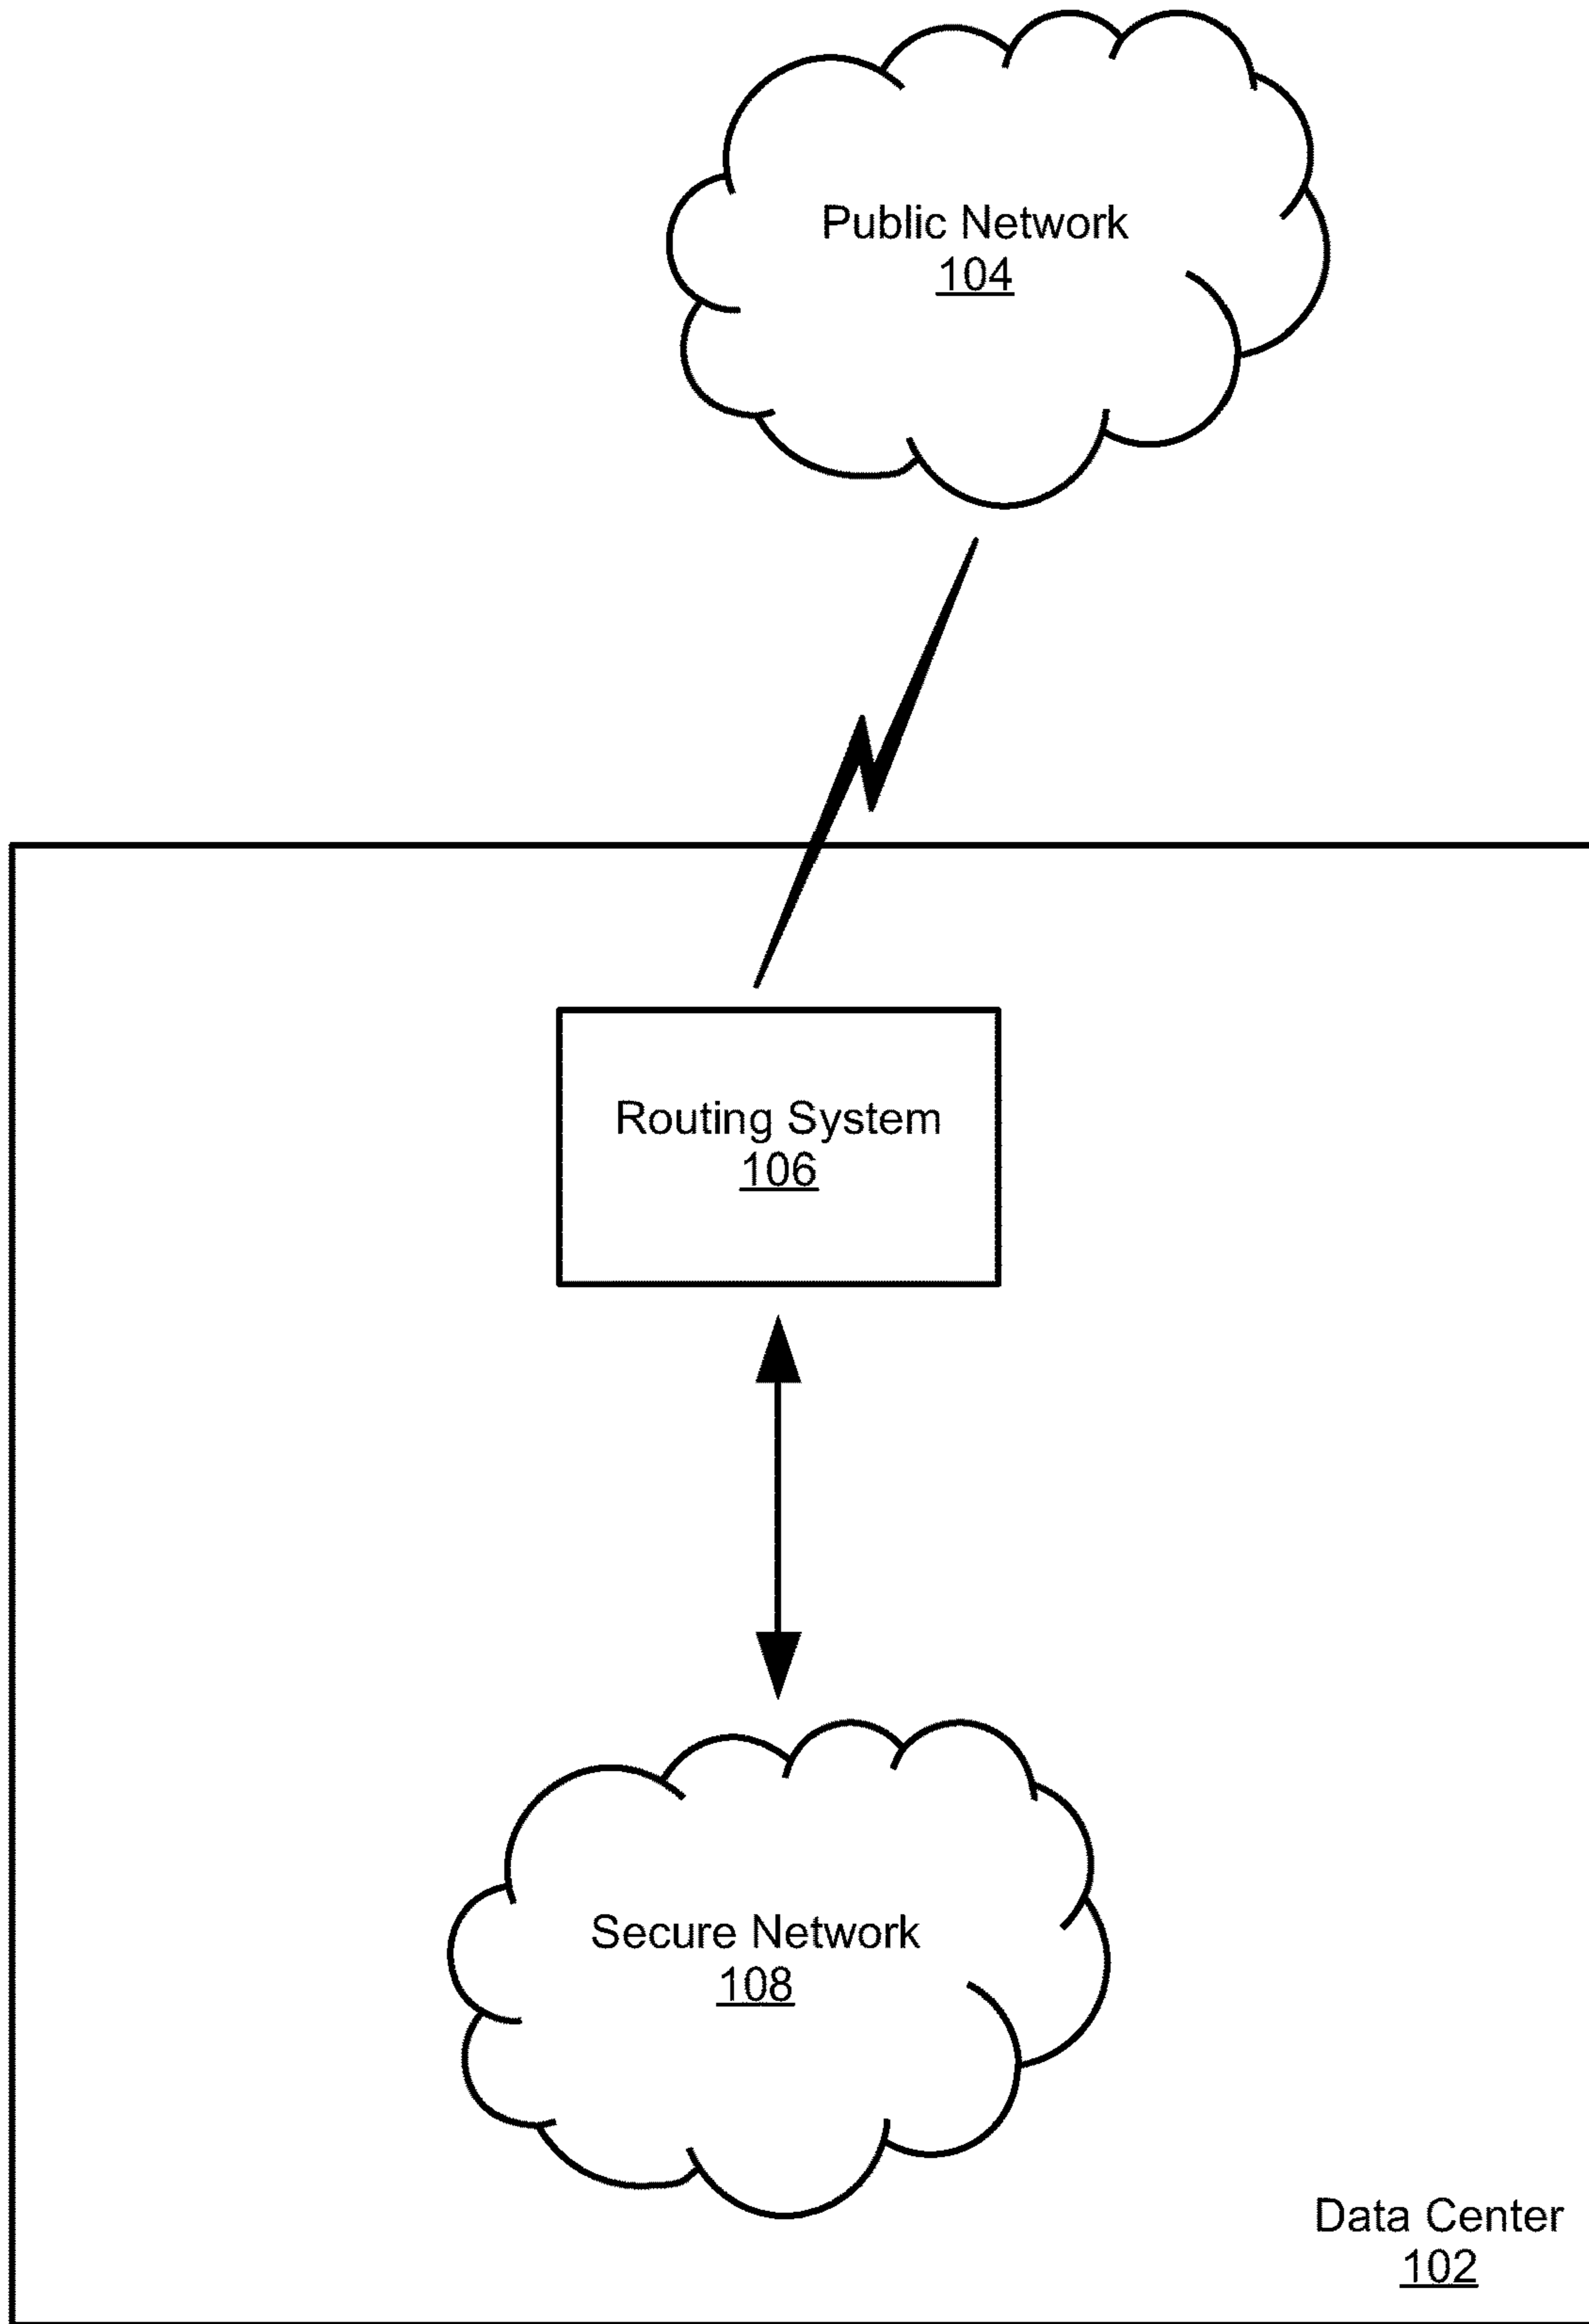 Public Network
104
Routing System
106
Secure Network
108
Data Center
102